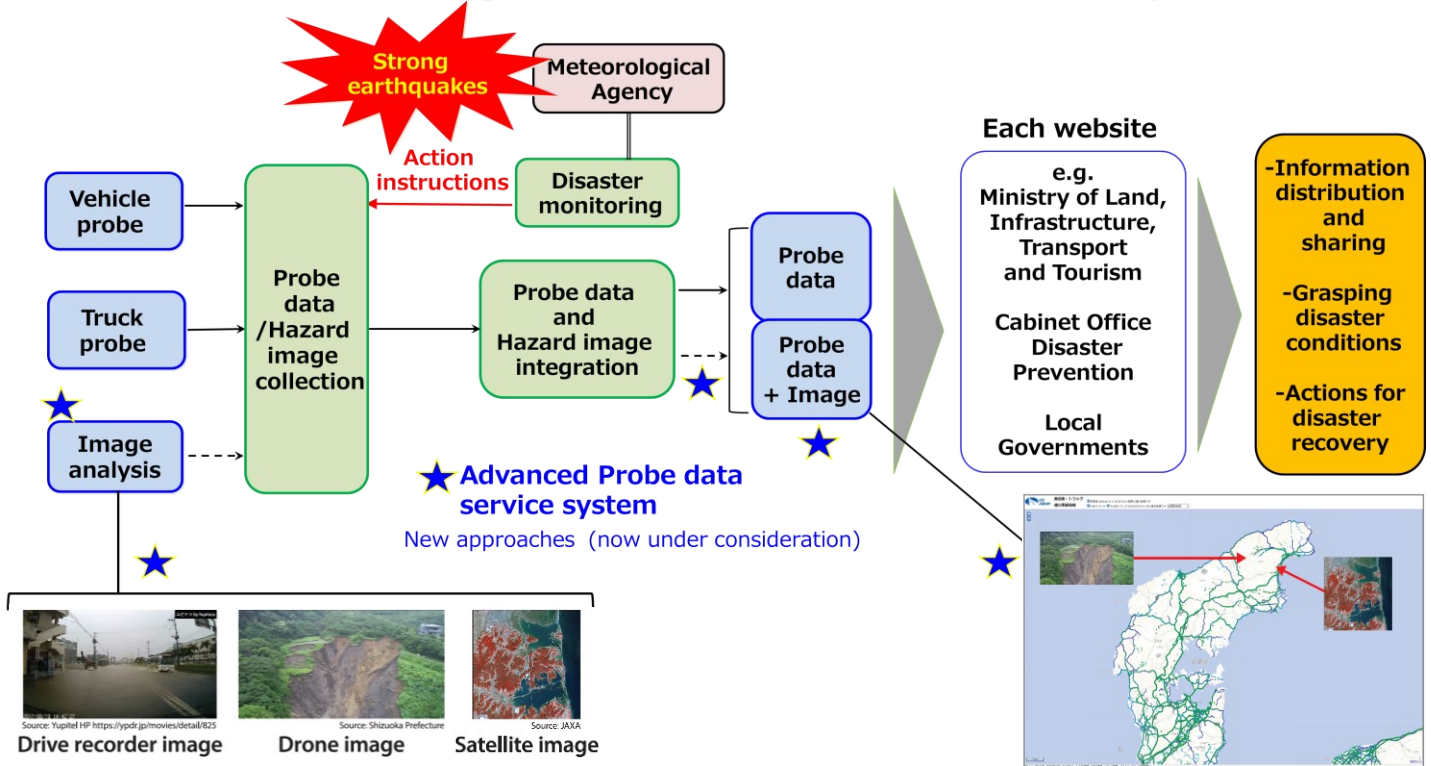 Strong
earthquakes
Meteorological
Agency
Action
instructions
Disaster
monitoring
Vehicle
probe
Truck
probe
Image
analysis
Probe
data
/Hazard
image
collection
Probe data
and
Hazard image
integration
Probe
data
Probe
data
+ Image
Each website
e.g.
Ministry of Land,
Infrastructure,
Transport
and Tourism
Cabinet Office
Disaster
Prevention
Local
Governments
-Information
distribution
and
sharing
-Grasping
disaster
conditions
-Actions for
disaster
recovery
Advanced Probe data
service system
New approaches (now under consideration)
Source: Yupitel HP https://ypdr.jp/movies/detail/825
Drive recorder image
Source: Shizuoka Prefecture
Drone image
Source: JAXA
Satellite image